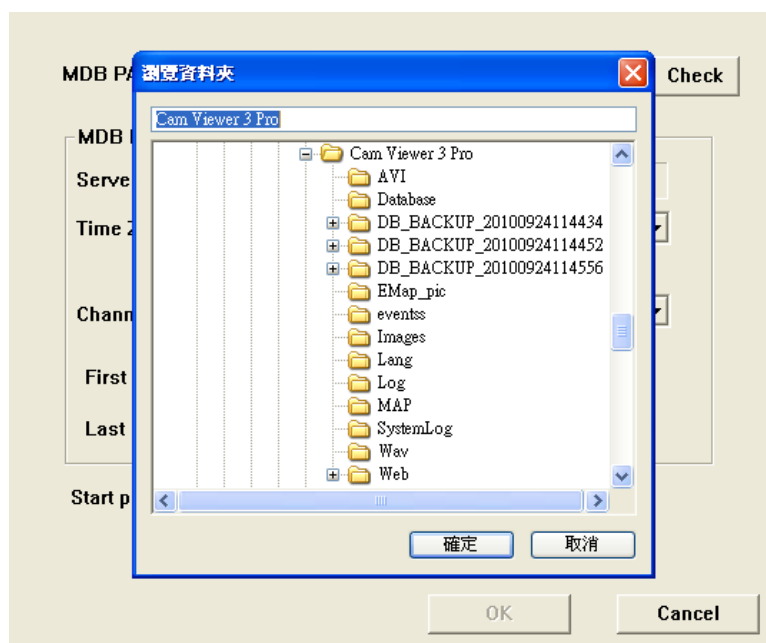 MDB PA
瀏覽資料夾
Check
Cam Viewer 3 Pro
MDB
Cam Viewer 3 Pro
AVI
Serve
Database
Time Z
DB_BACKUP_20100924114434
DB_BACKUP_20100924114452
DB_BACKUP_20100924114556
EMap_pic
Chann
eventss
Images
Lang
First
Log
MAP
Last
SystemLog
Wav
Web
Start p
確定
取消
OK
Cancel